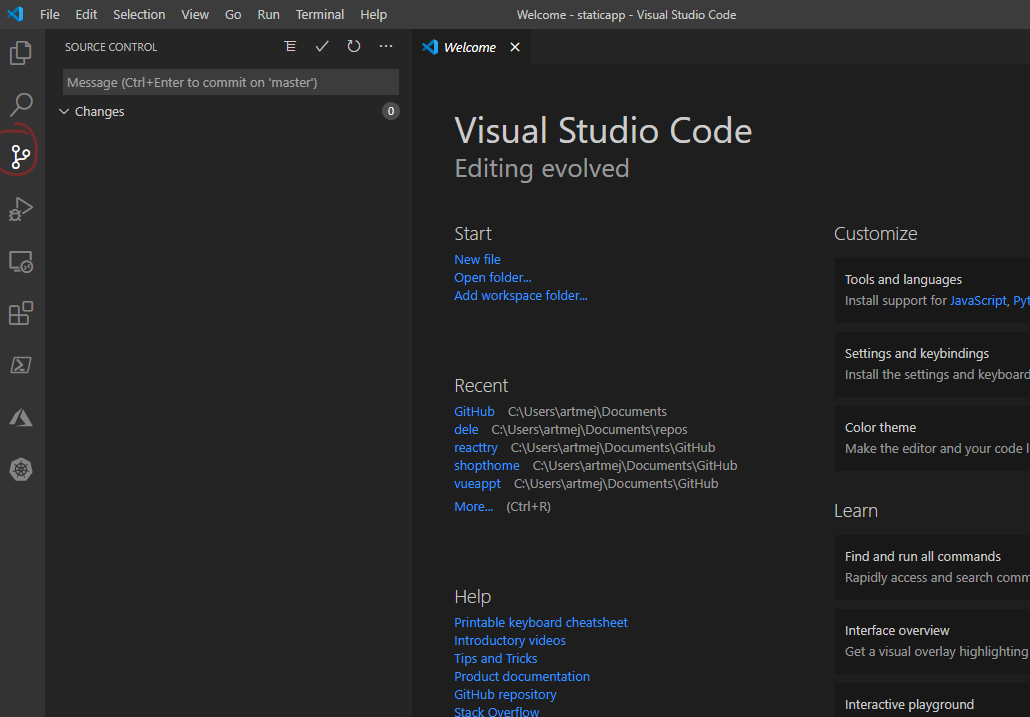 File Edit Selection View Go Run Terminal Help Welcome - staticapp - Visual Studio Code
SOURCE CONTROL
Message (Ctrl+Enter to commit on 'master')
Changes 0
Welcome
Visual Studio Code
Editing evolved
Start
New file
Open folder...
Add workspace folder...
Recent
GitHub C:\Users\artmej\Documents
dele C:\Users\artmej\Documents\repos
reacttry C:\Users\artmej\Documents\GitHub
shopthome C:\Users\artmej\Documents\GitHub
vueappt C:\Users\artmej\Documents\GitHub
More... (Ctrl+R)
Help
Printable keyboard cheatsheet
Introductory videos
Tips and Tricks
Product documentation
GitHub repository
Stack Overflow
Customize
Tools and languages
Install support for JavaScript, Pyt
Settings and keybindings
Install the settings and keyboard
Color theme
Make the editor and your code l
Learn
Find and run all commands
Rapidly access and search comm
Interface overview
Get a visual overlay highlighting
Interactive playground